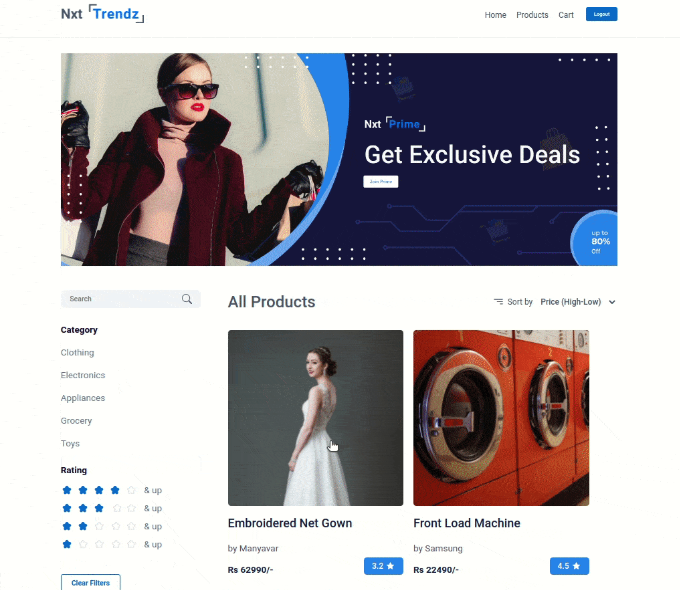 Nxt Trendz
Home Products Cart Logout
Nxt Prime
Get Exclusive Deals
Join Prime
up to
80%
Off
Search
All Products
Sort by Price (High-Low)
Category
Clothing
Electronics
Appliances
Grocery
Toys
Rating
& up
& up
& up
& up
Clear Filters
Embroidered Net Gown
by Manyavar
Rs 62990/-
3.2
Front Load Machine
by Samsung
Rs 22490/-
4.5